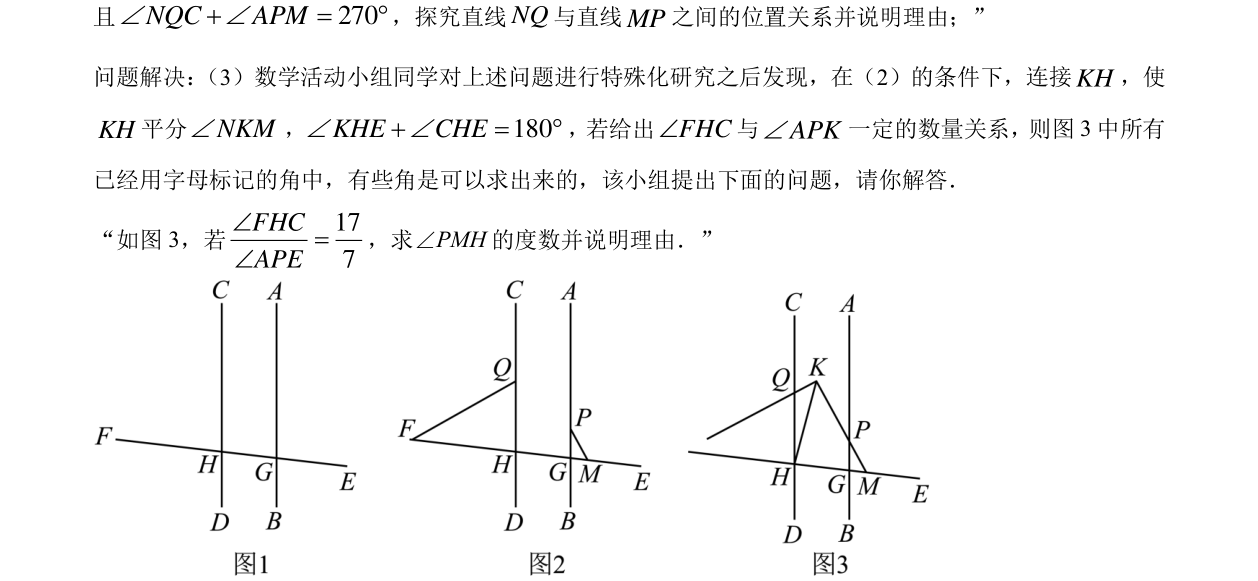 且∠NQC+∠APM=270°，探究直线NQ与直线MP之间的位置关系并说明理由；”
问题解决：（3）数学活动小组同学对上述问题进行特殊化研究之后发现，在（2）的条件下，连接KH，使
KH平分∠NKM，∠KHE+∠CHE=180°，若给出∠FHC与∠APK一定的数量关系，则图3中所有
已经用字母标记的角中，有些角是可以求出来的，该小组提出下面的问题，请你解答．
“如图3，若∠FHC/∠APE=17/7，求∠PMH的度数并说明理由．”
C A
F
H G E
D B
图1
C A
Q
F P
H G M E
D B
图2
C A
Q K
P
H G M E
D B
图3